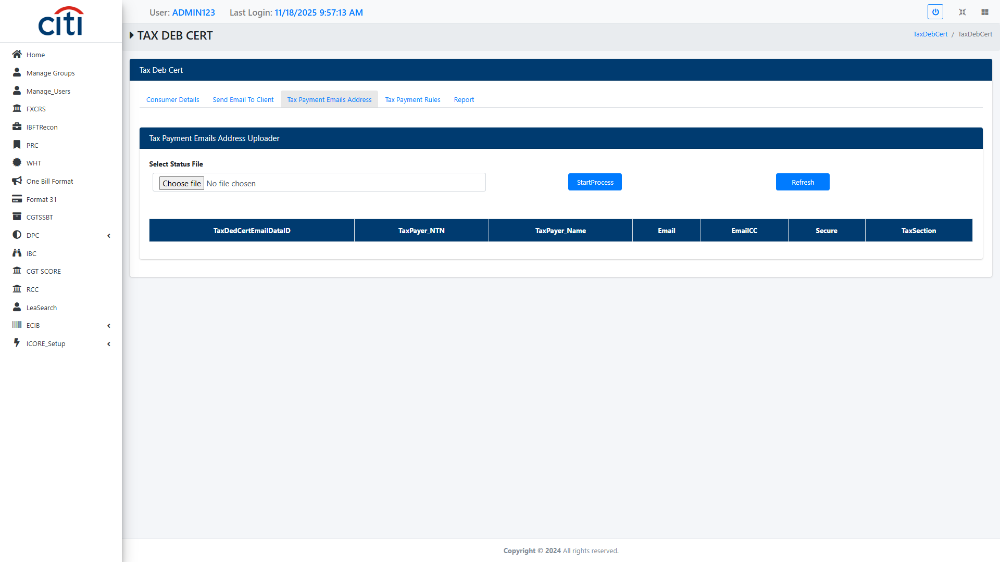 citi
User: ADMIN123 Last Login: 11/18/2025 9:57:13 AM
TAX DEB CERT
TaxDebCert / TaxDebCert
Home
Manage Groups
Manage_Users
FXCRS
IBFTRecon
PRC
WHT
One Bill Format
Format 31
CGTSSBT
DPC
IBC
CGT SCORE
RCC
LeaSearch
ECIB
ICORE_Setup
Tax Deb Cert
Consumer Details Send Email To Client Tax Payment Emails Address Tax Payment Rules Report
Tax Payment Emails Address Uploader
Select Status File
Choose file No file chosen StartProcess Refresh
TaxDedCertEmailDataID TaxPayer_NTN TaxPayer_Name Email EmailCC Secure TaxSection
Copyright © 2024 All rights reserved.